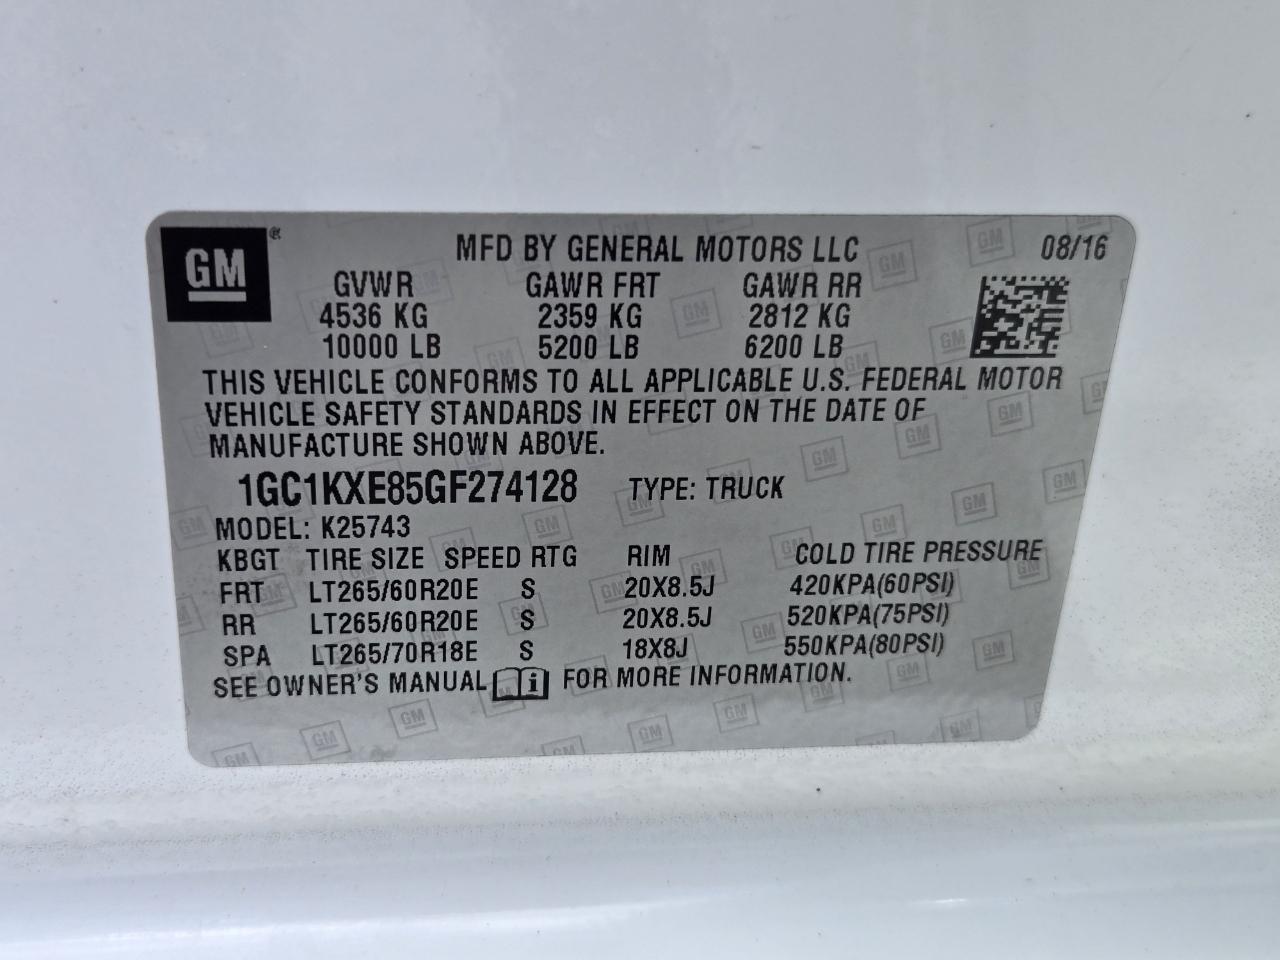 GM
MFD BY GENERAL MOTORS LLC 08/16
GVWR GAWR FRT GAWR RR
4536 KG 2359 KG 2812 KG
10000 LB 5200 LB 6200 LB
THIS VEHICLE CONFORMS TO ALL APPLICABLE U.S. FEDERAL MOTOR
VEHICLE SAFETY STANDARDS IN EFFECT ON THE DATE OF
MANUFACTURE SHOWN ABOVE.
1GC1KXE85GF274128 TYPE: TRUCK
MODEL: K25743
KBGT TIRE SIZE SPEED RTG RIM COLD TIRE PRESSURE
FRT LT265/60R20E S 20X8.5J 420KPA(60PSI)
RR LT265/60R20E S 20X8.5J 520KPA(75PSI)
SPA LT265/70R18E S 18X8J 550KPA(80PSI)
SEE OWNER'S MANUAL i FOR MORE INFORMATION.